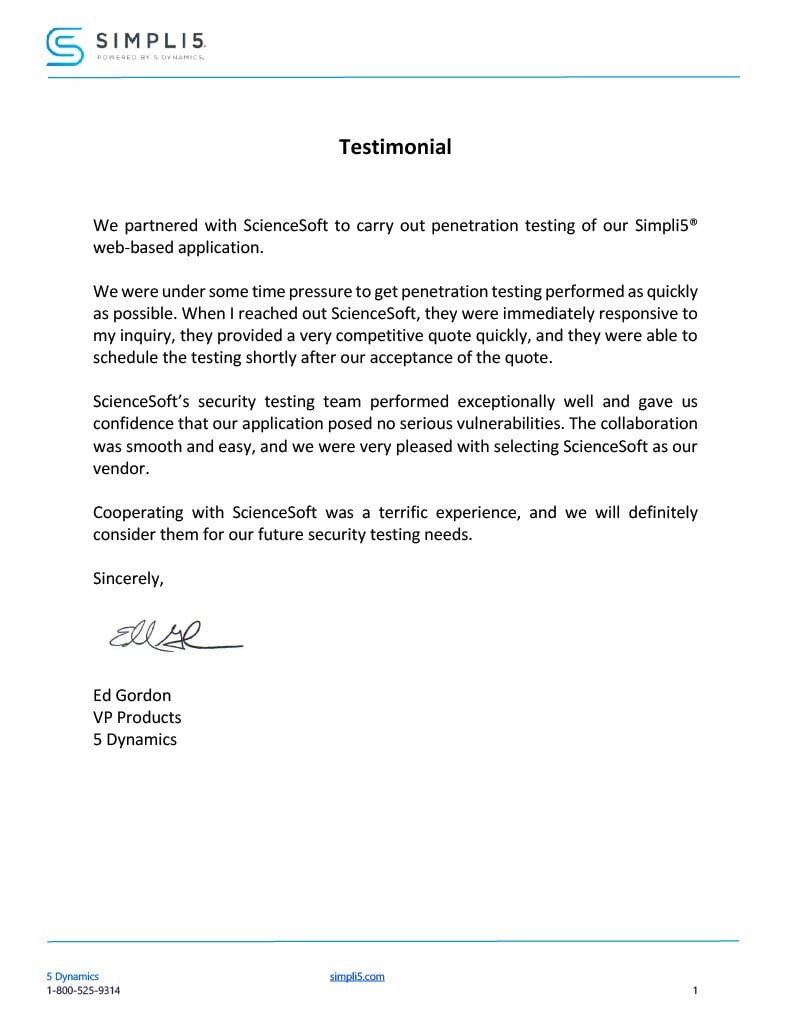 SIMPLI5.
POWERED BY 5 DYNAMICS.
Testimonial
We partnered with ScienceSoft to carry out penetration testing of our Simpli5®
web-based application.
We were under some time pressure to get penetration testing performed as quickly
as possible. When I reached out ScienceSoft, they were immediately responsive to
my inquiry, they provided a very competitive quote quickly, and they were able to
schedule the testing shortly after our acceptance of the quote.
ScienceSoft’s security testing team performed exceptionally well and gave us
confidence that our application posed no serious vulnerabilities. The collaboration
was smooth and easy, and we were very pleased with selecting ScienceSoft as our
vendor.
Cooperating with ScienceSoft was a terrific experience, and we will definitely
consider them for our future security testing needs.
Sincerely,
Ed Gordon
VP Products
5 Dynamics
5 Dynamics simpli5.com
1-800-525-9314 1